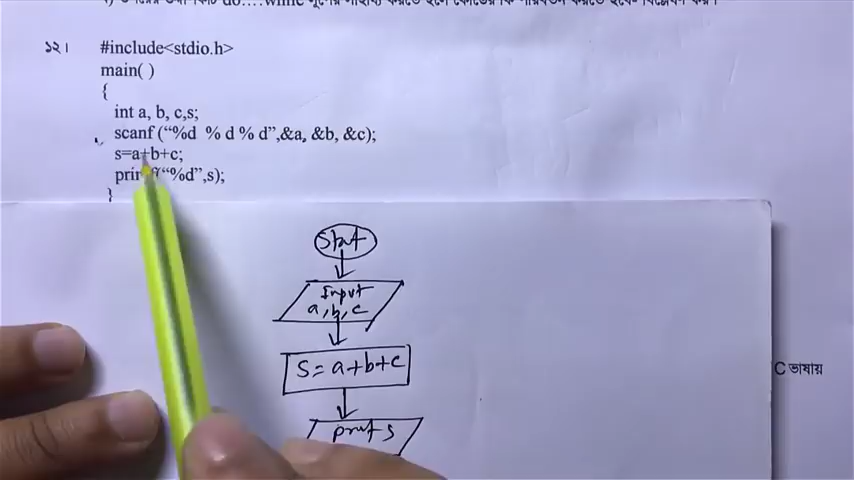 ১২। #include<stdio.h>
main( )
{
int a, b, c,s;
scanf (“%d % d % d”,&a, &b, &c);
s=a+b+c;
“%d”,s);
}
Start
Input
a, b, c
S = a+b+c
print s
C ভাষায়